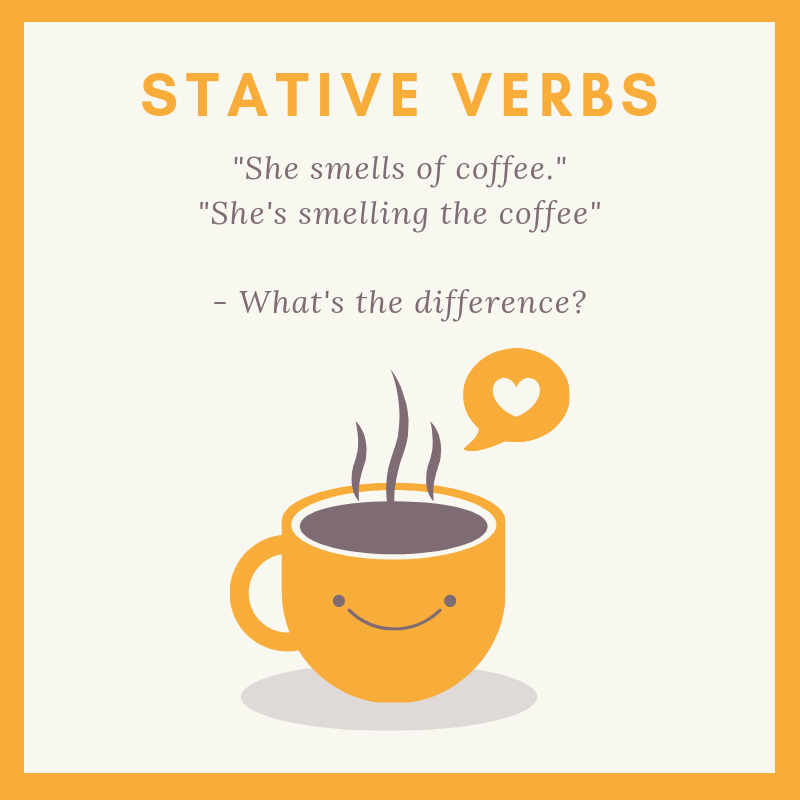 STATIVE VERBS
"She smells of coffee."
"She's smelling the coffee"
- What's the difference?